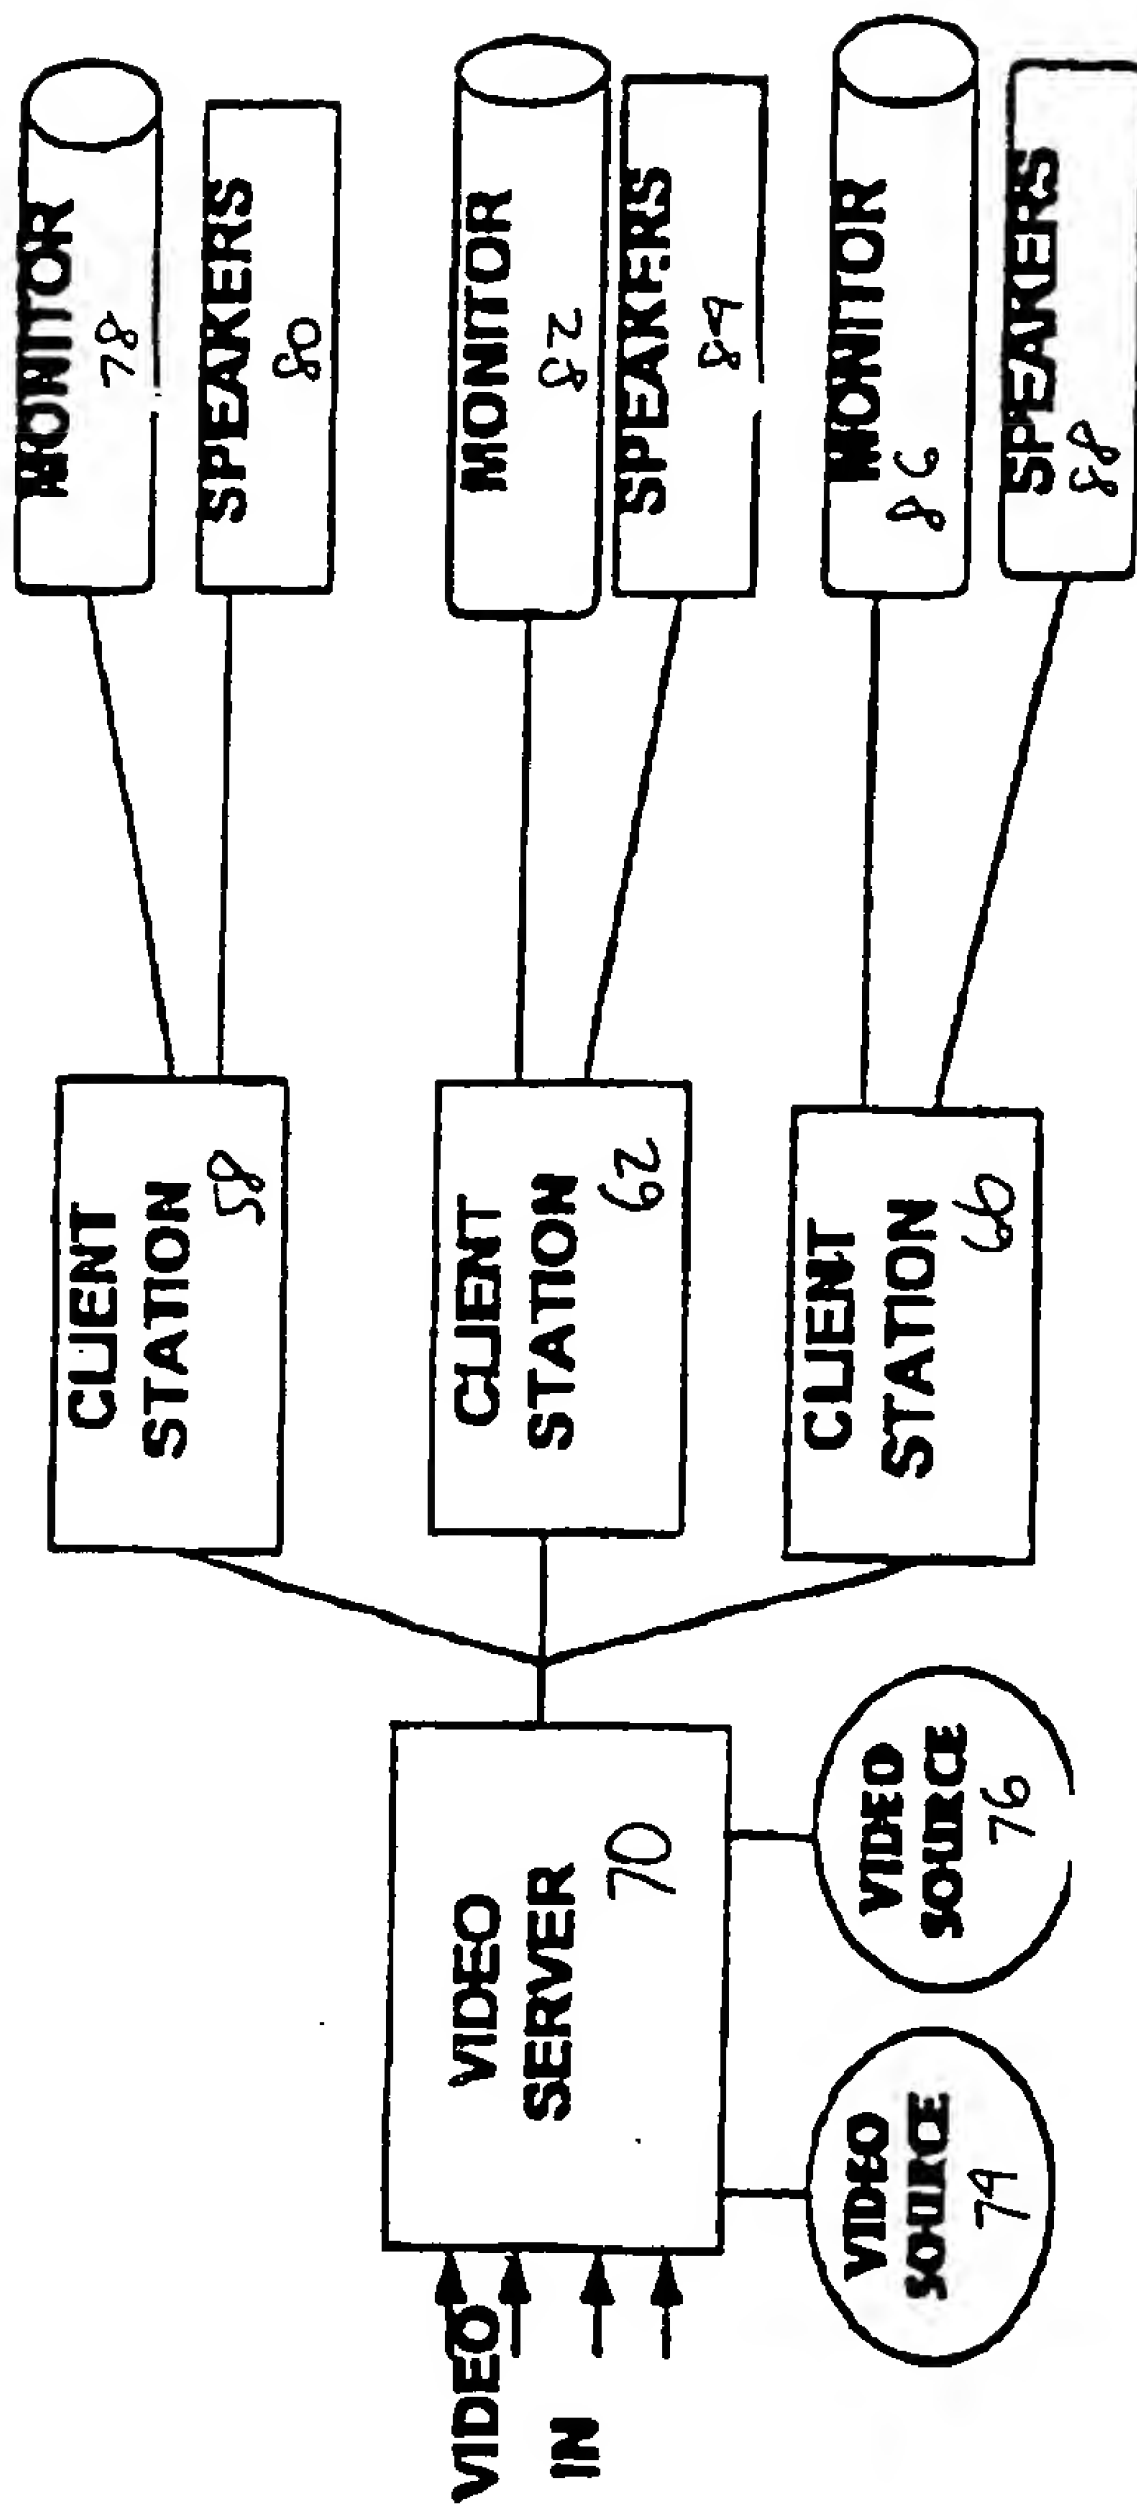 VIDEO
IN
VIDEO
SERVER
70
VIDEO
SOURCE
74
VIDEO
SOURCE
76
CLIENT
STATION
58
CLIENT
STATION
62
CLIENT
STATION
66
MONITOR
78
SPEAKERS
80
MONITOR
82
SPEAKERS
84
MONITOR
86
SPEAKERS
88